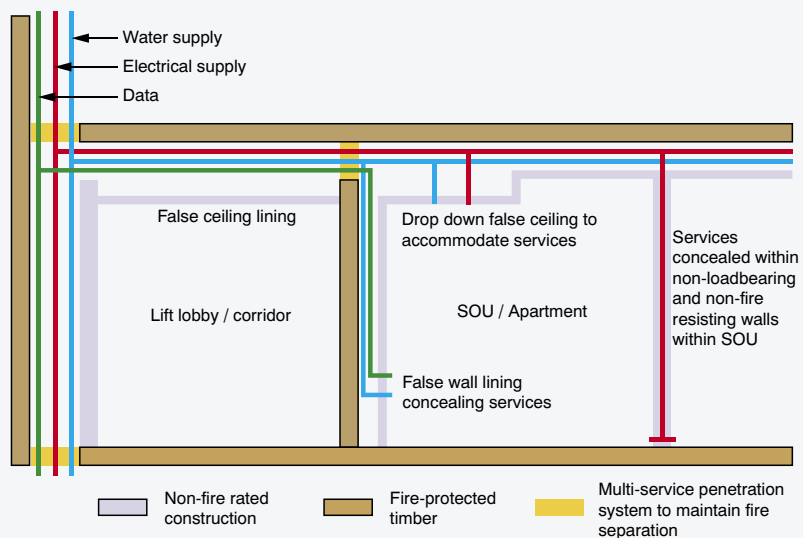 Water supply
Electrical supply
Data
False ceiling lining
Drop down false ceiling to
accommodate services
Services
concealed within
non-loadbearing
and non-fire
resisting walls
within SOU
Lift lobby / corridor
SOU / Apartment
False wall lining
concealing services
Non-fire rated
construction
Fire-protected
timber
Multi-service penetration
system to maintain fire
separation